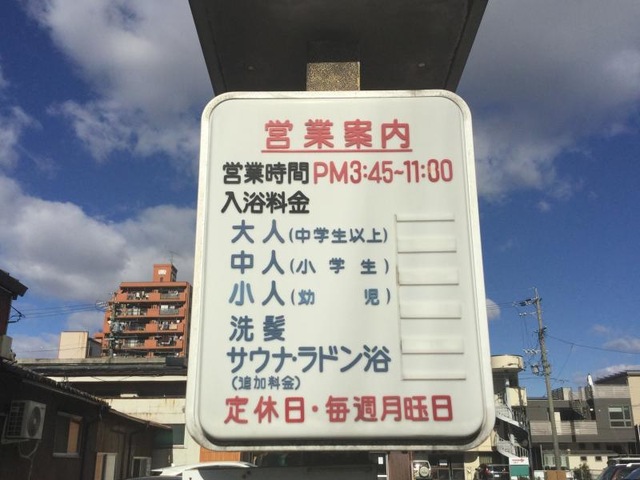 営業案内
営業時間 PM3:45~11:00
入浴料金
大人(中学生以上)
中人(小学生)
小人(幼児)
洗髪
サウナ・ラドン浴
(追加料金)
定休日・毎週月曜日